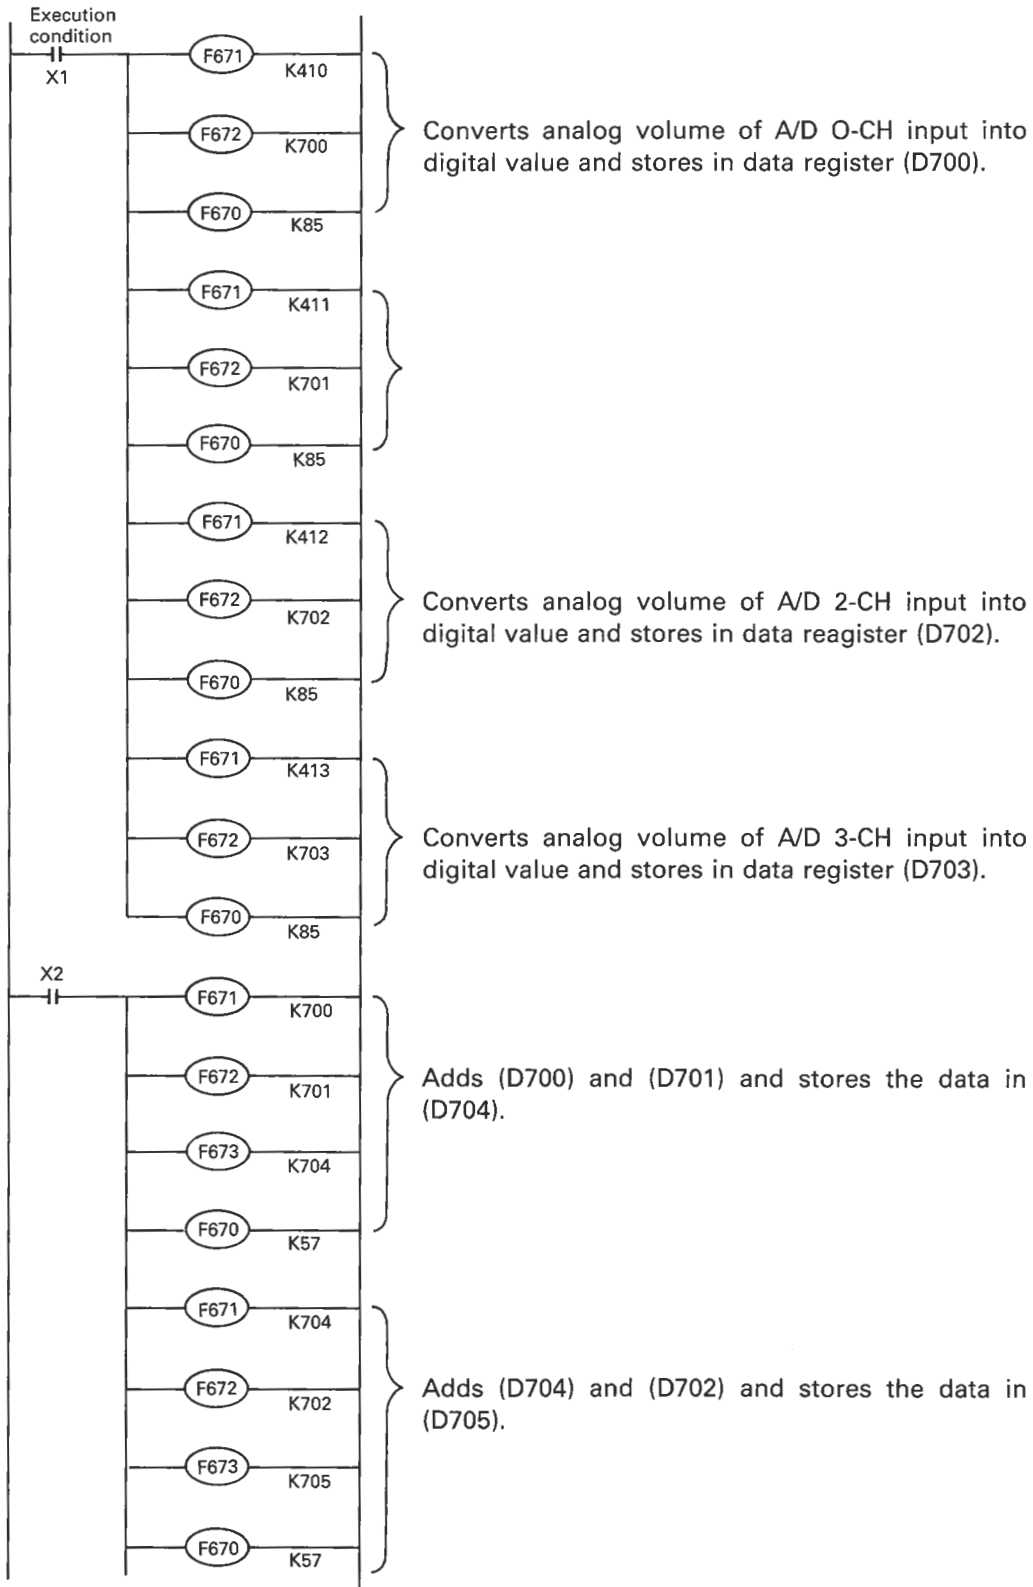 Execution
condition
X1
F671
K410
F672
K700
F670
K85
Converts analog volume of A/D O-CH input into
digital value and stores in data register (D700).
F671
K411
F672
K701
F670
K85
F671
K412
F672
K702
F670
K85
Converts analog volume of A/D 2-CH input into
digital value and stores in data reagister (D702).
F671
K413
F672
K703
F670
K85
Converts analog volume of A/D 3-CH input into
digital value and stores in data register (D703).
X2
F671
K700
F672
K701
F673
K704
F670
K57
Adds (D700) and (D701) and stores the data in
(D704).
F671
K704
F672
K702
F673
K705
F670
K57
Adds (D704) and (D702) and stores the data in
(D705).